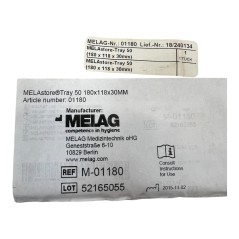 MELAG-Nr.: 01180 Lief.-Nr.: 18/240134
MELAstore-Tray 50
(180 x 118 x 30mm)
1
STÜCK
MELAstore-Tray 50
(180 x 118 x 30mm)
MELAstore®Tray 50 180x118x30MM
Article number: 01180
MELAG
competence in hygiene
MELAG Medizintechnik oHG
Geneststraße 6-10
10829 Berlin
www.melag.com
REF M-01180
LOT 52165055
Consult
Instructions
for Use